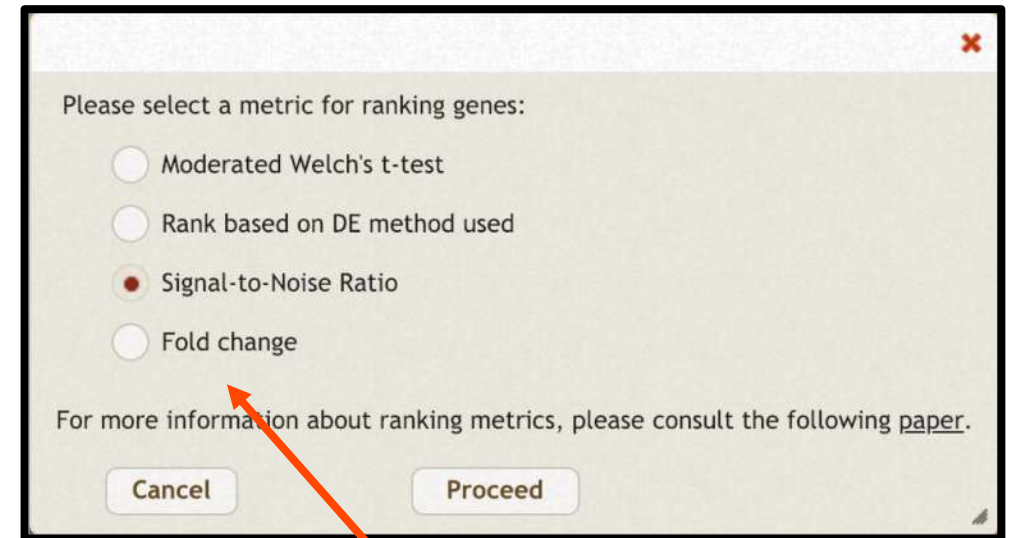 Please select a metric for ranking genes:
Moderated Welch's t-test
Rank based on DE method used
Signal-to-Noise Ratio
Fold change
For more information about ranking metrics, please consult the following paper.
Cancel Proceed